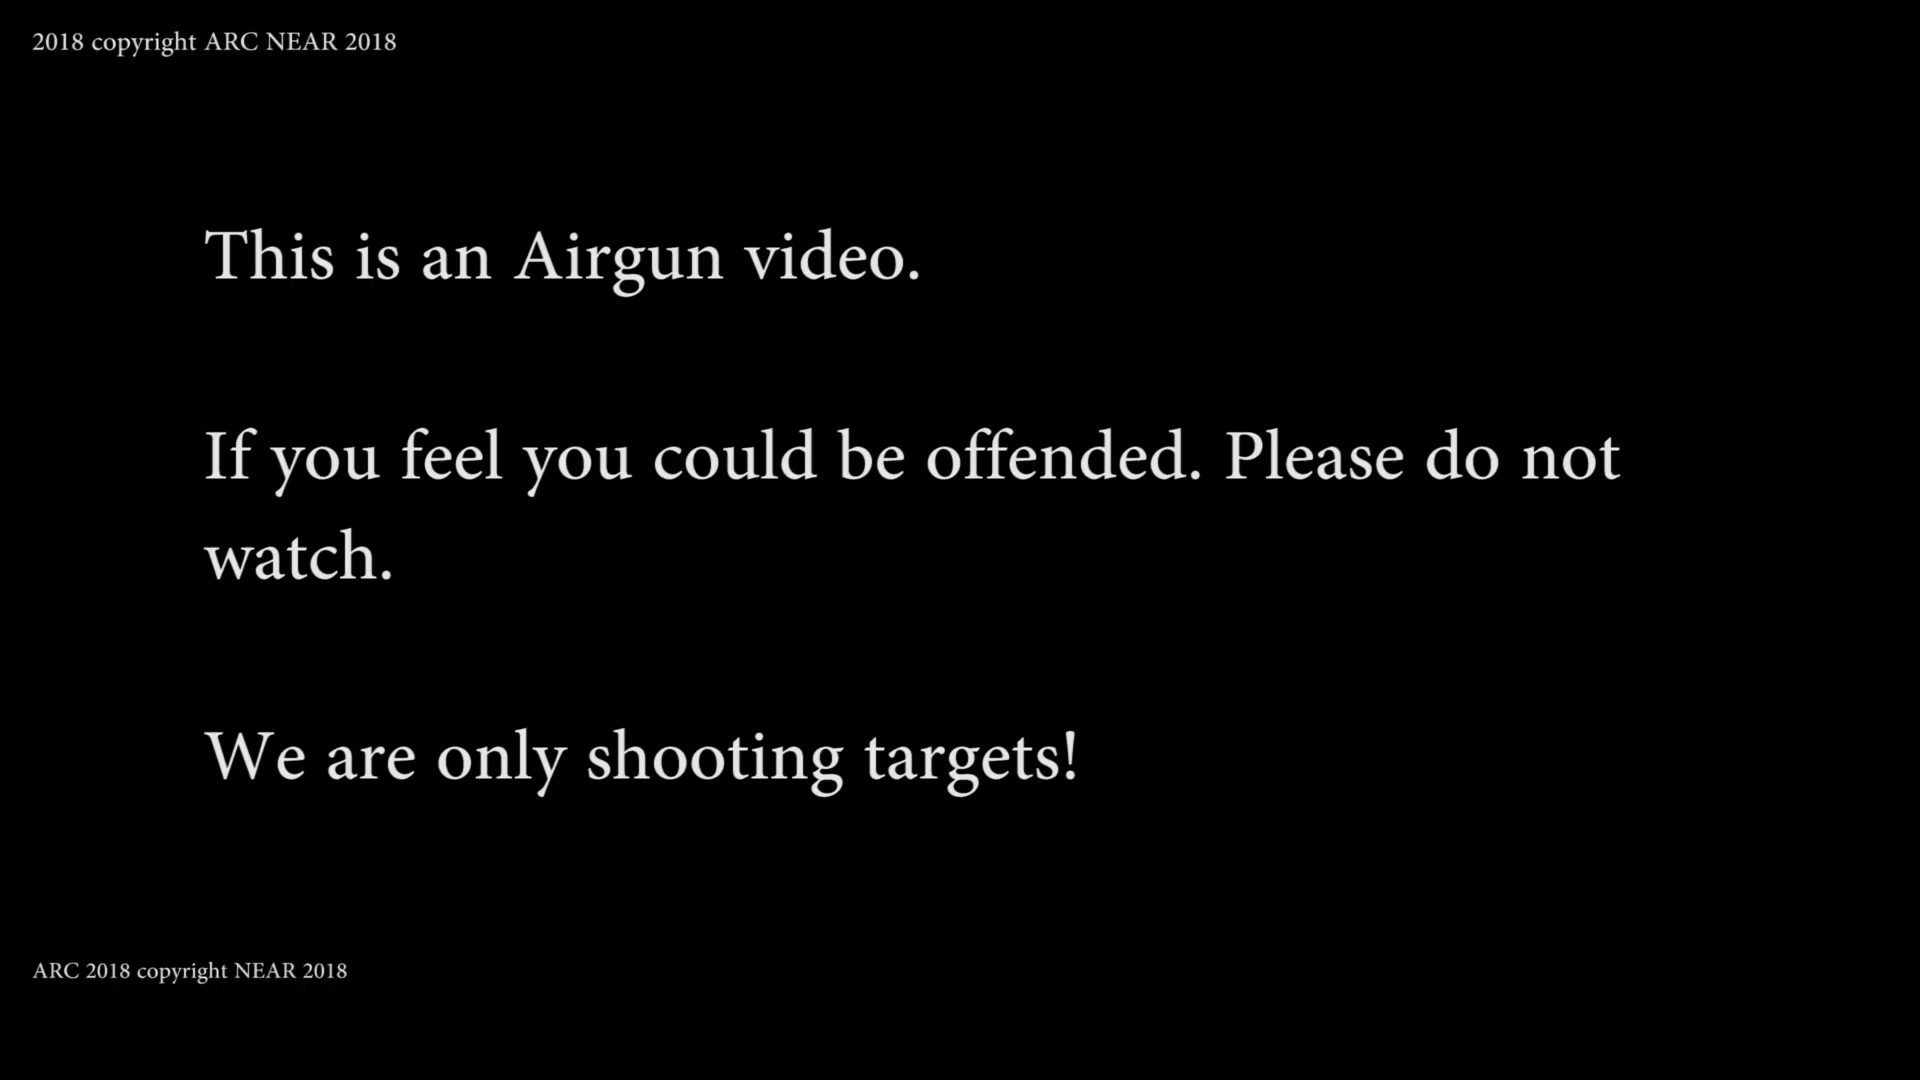 2018 copyright ARC NEAR 2018
This is an Airgun video.
If you feel you could be offended. Please do not
watch.
We are only shooting targets!
ARC 2018 copyright NEAR 2018